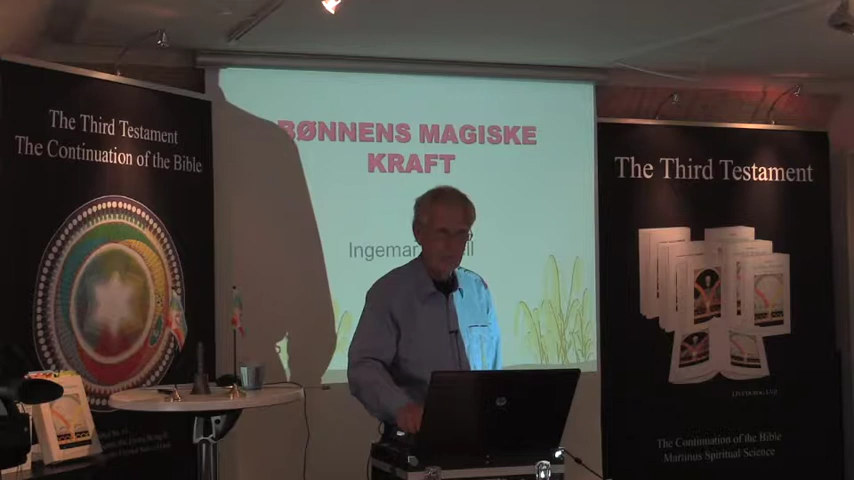 The Third Testament
The Continuation of the Bible
BØNNENS MAGISKE
KRAFT
Ingemar
The Third Testament
The Continuation of the Bible
Martinus Spiritual Science